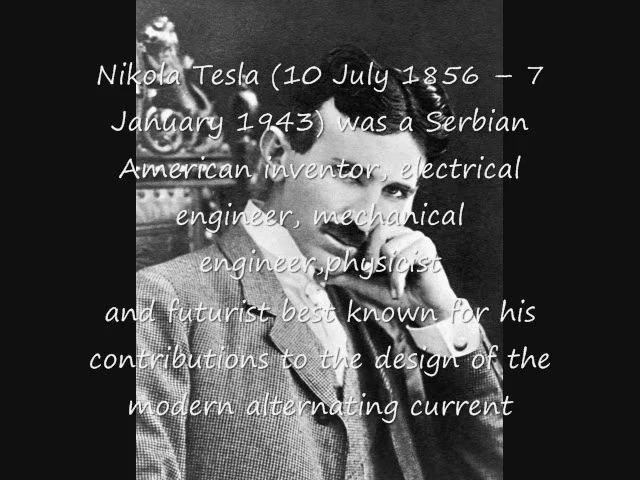 Nikola Tesla (10 July 1856 – 7
January 1943) was a Serbian
American inventor, electrical
engineer, mechanical
engineer,physicist
and futurist best known for his
contributions to the design of the
modern alternating current